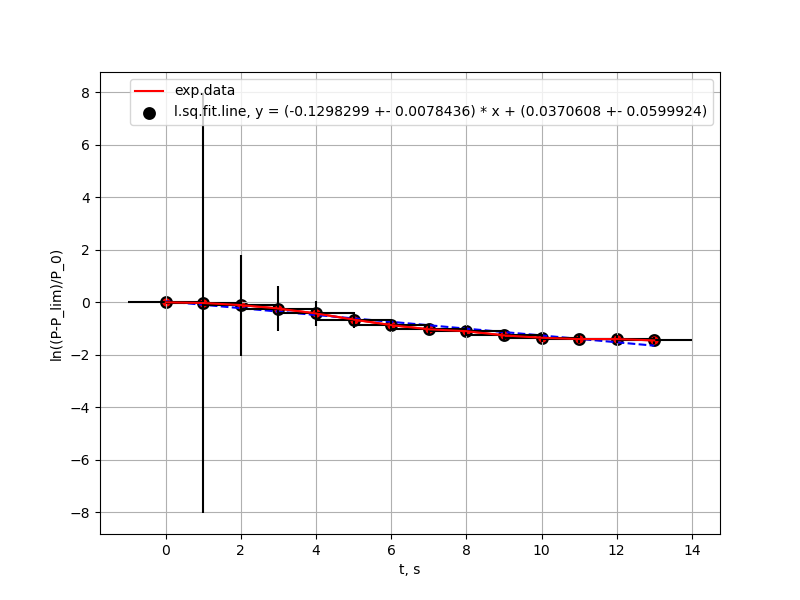 exp.data
l.sq.fit.line, y = (-0.1298299 +- 0.0078436) * x + (0.0370608 +- 0.0599924)
8
6
4
2
0
−2
−4
−6
−8
ln((P-P_lim)/P_0)
0 2 4 6 8 10 12 14
t, s